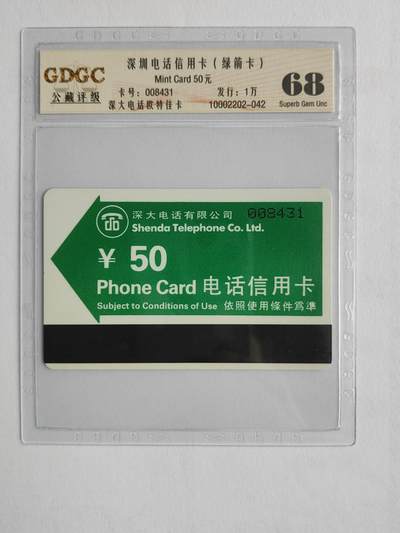 深圳电话信用卡（绿箭卡）
GDGC
Mint Card 50元
68
公藏评级
卡号：008431
发行：1万
深大电话欧特佳卡
10002202-042
Superb Gem Unc
深大电话有限公司
008431
Shenda Telephone Co. Ltd.
¥ 50
Phone Card 电话信用卡
Subject to Conditions of Use 依照使用條件爲準